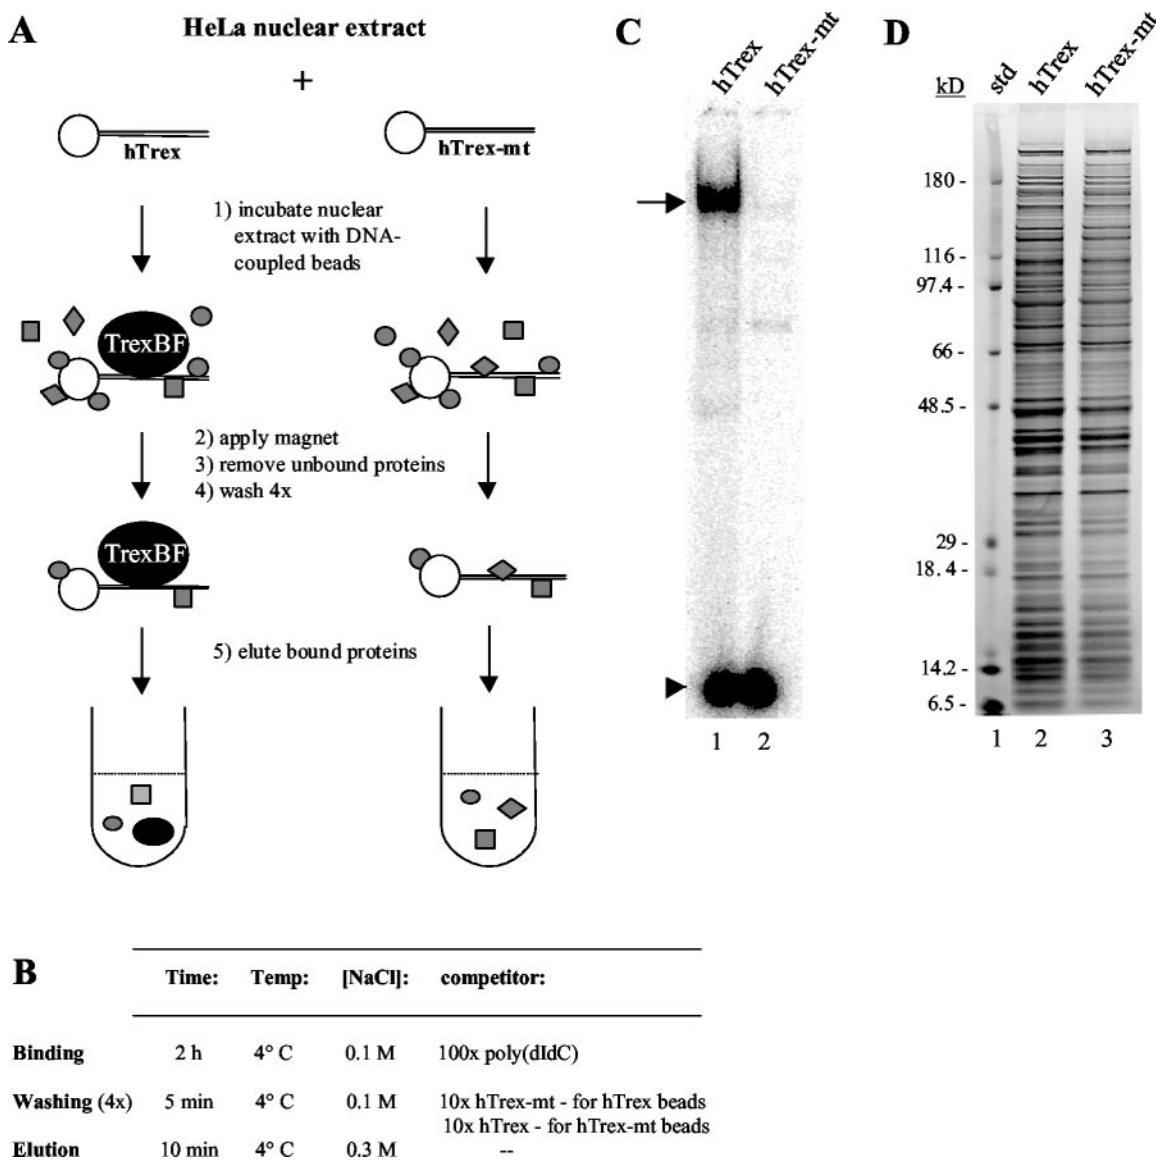 A
HeLa nuclear extract
+
hTrex
hTrex-mt
1) incubate nuclear
extract with DNA-
coupled beads
TrexBF
2) apply magnet
3) remove unbound proteins
4) wash 4x
TrexBF
5) elute bound proteins
B
Time: Temp: [NaCl]: competitor:
Binding 2 h 4° C 0.1 M 100x poly(dIdC)
Washing (4x) 5 min 4° C 0.1 M 10x hTrex-mt - for hTrex beads
10x hTrex - for hTrex-mt beads
Elution 10 min 4° C 0.3 M --
C
hTrex
hTrex-mt
1 2
D
kD
std
hTrex
hTrex-mt
180 -
116 -
97.4 -
66 -
48.5 -
29 -
18.4 -
14.2 -
6.5 -
1 2 3